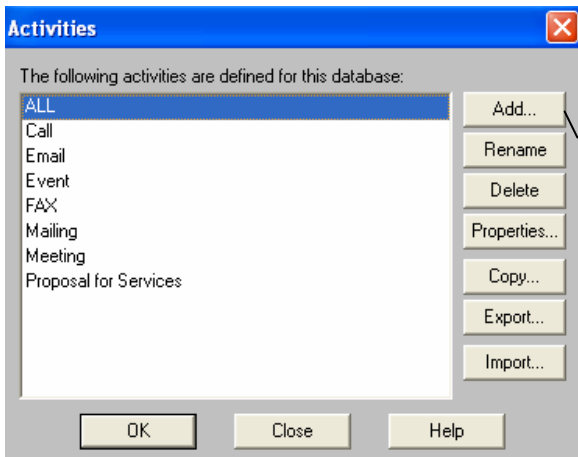 Activities
The following activities are defined for this database:
ALL
Call
Email
Event
FAX
Mailing
Meeting
Proposal for Services
Add...
Rename
Delete
Properties...
Copy...
Export...
Import...
OK
Close
Help